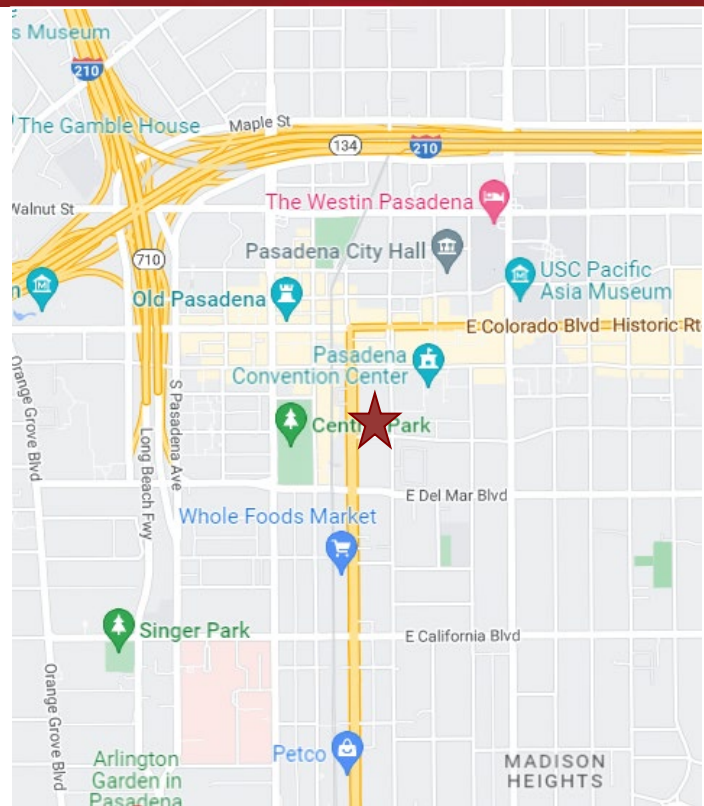 s Museum
210
The Gamble House
Maple St
134
210
Walnut St
The Westin Pasadena
Pasadena City Hall
710
USC Pacific
Asia Museum
Old Pasadena
E Colorado Blvd
Historic Rt
Pasadena
Convention Center
Orange Grove Blvd
S Pasadena Ave
Park
Long Beach Fwy
E Del Mar Blvd
Whole Foods Market
Singer Park
E California Blvd
Orange Grove Blvd
Petco
Arlington
Garden in
Pasadena
MADISON
HEIGHTS